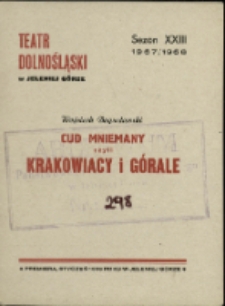 TEATR
DOLNOŚLĄSKI
W JELENIEJ GÓRZE
Sezon XXIII
1967/1968
Wojciech Bogusławski
CUD MNIEMANY
czyli
KRAKOWIACY i GÓRALE
298